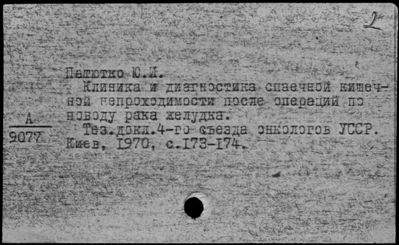 2
Патютко Ю.И.
Клиника и диагностика спаечной кишеч-
ной непроходимости после операций по
поводу рака желудка.
Тез.докл.4-го съезда онкологов УССР.
Киев, 1970, с.173-174.
А
9077